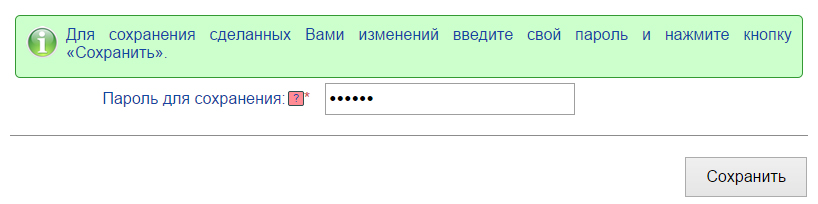 Для сохранения сделанных Вами изменений введите свой пароль и нажмите кнопку
«Сохранить».
Пароль для сохранения: ? * ••••••
Сохранить